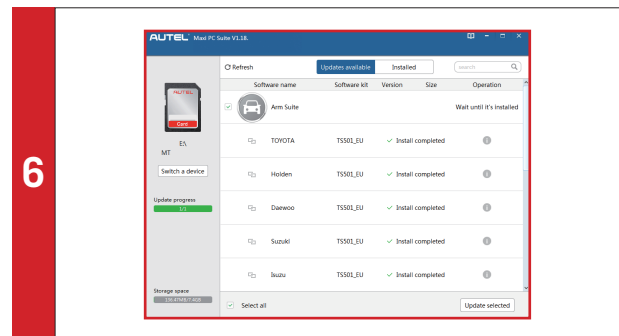 6
AUTEL Maxi PC Suite V1.18.
Refresh Updates available Installed search
Software name Software kit Version Size Operation
AUTEL
Card
E:\
MT
Switch a device
Update progress
1/1
Storage space
Arm Suite Wait until it's installed
TOYOTA TS501_EU Install completed
Holden TS501_EU Install completed
Daewoo TS501_EU Install completed
Suzuki TS501_EU Install completed
Isuzu TS501_EU Install completed
Select all Update selected